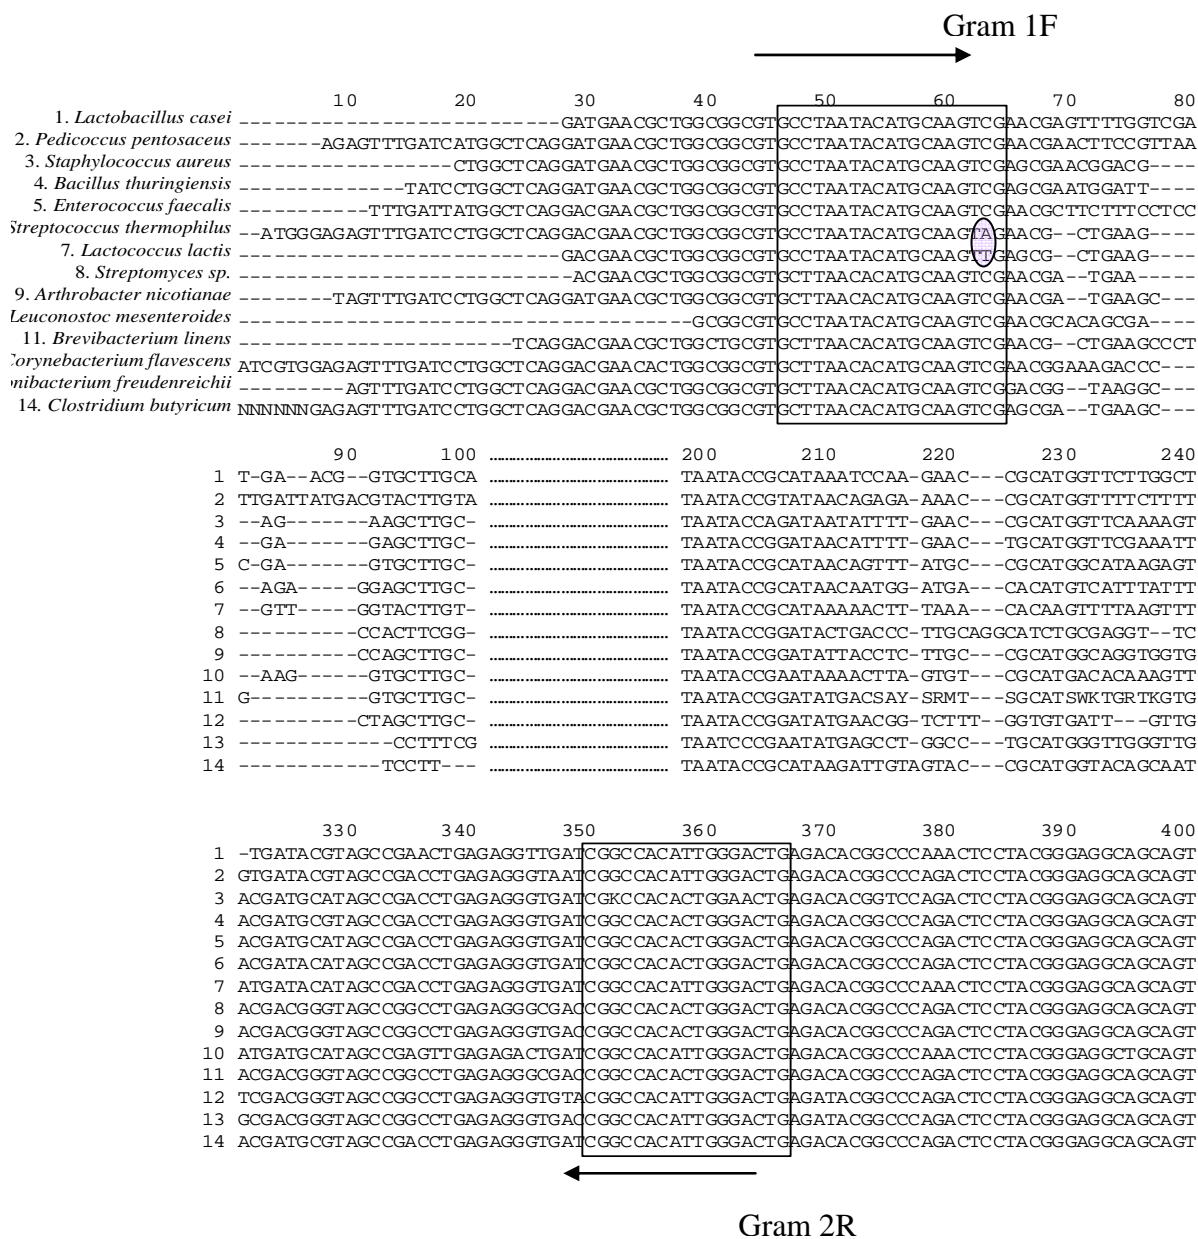 Gram 1F
10 20 30 40 50 60 70 80
1. Lactobacillus casei ---------------------------GATGAACGCTGGCGGCGTGCCTAATACATGCAAGTCGAACGAGTTTTGGTCGA
2. Pedicoccus pentosaceus -------AGAGTTTGATCATGGCTCAGGATGAACGCTGGCGGCGTGCCTAATACATGCAAGTCGAACGAACTTCCGTTAA
3. Staphylococcus aureus ------------------CTGGCTCAGGATGAACGCTGGCGGCGTGCCTAATACATGCAAGTCGAGCGAACGGACG----
4. Bacillus thuringiensis --------------TATCCTGGCTCAGGATGAACGCTGGCGGCGTGCCTAATACATGCAAGTCGAGCGAATGGATT----
5. Enterococcus faecalis -----------TTTGATTATGGCTCAGGACGAACGCTGGCGGCGTGCCTAATACATGCAAGTCGAACGCTTCTTTCCTCC
Streptococcus thermophilus --ATGGGAGAGTTTGATCCTGGCTCAGGACGAACGCTGGCGGCGTGCCTAATACATGCAAGTAGAACG--CTGAAG----
7. Lactococcus lactis ---------------------------GACGAACGCTGGCGGCGTGCCTAATACATGCAAGTTGAGCG--CTGAAG----
8. Streptomyces sp. ----------------------------ACGAACGCTGGCGGCGTGCTTAACACATGCAAGTCGAACGA--TGAA-----
9. Arthrobacter nicotianae --------TAGTTTGATCCTGGCTCAGGATGAACGCTGGCGGCGTGCTTAACACATGCAAGTCGAACGA--TGAAGC---
Leuconostoc mesenteroides --------------------------------------GCGGCGTGCCTAATACATGCAAGTCGAACGCACAGCGA----
11. Brevibacterium linens -----------------------TCAGGACGAACGCTGGCTGCGTGCTTAACACATGCAAGTCGAACG--CTGAAGCCCT
Corynebacterium flavescens ATCGTGGAGAGTTTGATCCTGGCTCAGGACGAACACTGGCGGCGTGCTTAACACATGCAAGTCGAACGGAAAGACCC---
onibacterium freudenreichii ---------AGTTTGATCCTGGCTCAGGACGAACGCTGGCGGCGTGCTTAACACATGCAAGTCGGACGG--TAAGGC---
14. Clostridium butyricum NNNNNNGAGAGTTTGATCCTGGCTCAGGACGAACGCTGGCGGCGTGCTTAACACATGCAAGTCGAGCGA--TGAAGC---
90 100 .............................................. 200 210 220 230 240
1 T-GA--ACG--GTGCTTGCA .............................................. TAATACCGCATAAATCCAA-GAAC---CGCATGGTTCTTGGCT
2 TTGATTATGACGTACTTGTA .............................................. TAATACCGTATAACAGAGA-AAAC---CGCATGGTTTTCTTTT
3 --AG-------AAGCTTGC- .............................................. TAATACCAGATAATATTTT-GAAC---CGCATGGTTCAAAAGT
4 --GA-------GAGCTTGC- .............................................. TAATACCGGATAACATTTT-GAAC---CGCATGGTTCGAAATT
5 C-GA-------GTGCTTGC- .............................................. TAATACCGCATAACAGTTT-ATGC---CGCATGGCATAAGAGT
6 --AGA-----GGAGCTTGC- .............................................. TAATACCGCATAACAATGG-ATGA---CACATGTCATTTATTT
7 --GTT-----GGTACTTGT- .............................................. TAATACCGCATAAAAACTT-TAAA---CACAAGTTTTAAGTTT
8 ----------CCACTTCGG- .............................................. TAATACCGGATACTGACCC-TTGCAGGCATCTGCGAGGT--TC
9 ----------CCAGCTTGC- .............................................. TAATACCGGATATTACCTC-TTGC---CGCATGGCAGGTGGTG
10 --AAG------GTGCTTGC- .............................................. TAATACCGAATAAAACTTA-GTGT---CGCATGACACAAAGTT
11 G----------GTGCTTGC- .............................................. TAATACCGGATATGACSAY-SRMT---SGCATSWKTGRTKGTG
12 ----------CTAGCTTGC- .............................................. TAATACCGGATATGAACGG-TCTTT--GGTGTGATT---GTTG
13 -------------CCTTTCG .............................................. TAATCCCGAATATGAGCCT-GGCC---TGCATGGGTTGGGTTG
14 ------------TCCTT--- .............................................. TAATACCGCATAAGATTGTAGTAC---CGCATGGTACAGCAAT
330 340 350 360 370 380 390 400
1 -TGATACGTAGCCGAACTGAGAGGTTGATCGGCCACATTGGGACTGAGACACGGCCCAAACTCCTACGGGAGGCAGCAGT
2 GTGATACGTAGCCGACCTGAGAGGGTAATCGGCCACATTGGGACTGAGACACGGCCCAGACTCCTACGGGAGGCAGCAGT
3 ACGATGCATAGCCGACCTGAGAGGGTGATCGKCCACACTGGAACTGAGACACGGTCCAGACTCCTACGGGAGGCAGCAGT
4 ACGATGCGTAGCCGACCTGAGAGGGTGATCGGCCACACTGGGACTGAGACACGGCCCAGACTCCTACGGGAGGCAGCAGT
5 ACGATGCATAGCCGACCTGAGAGGGTGATCGGCCACACTGGGACTGAGACACGGCCCAGACTCCTACGGGAGGCAGCAGT
6 ACGATACATAGCCGACCTGAGAGGGTGATCGGCCACACTGGGACTGAGACACGGCCCAGACTCCTACGGGAGGCAGCAGT
7 ATGATACATAGCCGACCTGAGAGGGTGATCGGCCACATTGGGACTGAGACACGGCCCAAACTCCTACGGGAGGCAGCAGT
8 ACGACGGGTAGCCGGCCTGAGAGGGCGACCGGCCACACTGGGACTGAGACACGGCCCAGACTCCTACGGGAGGCAGCAGT
9 ACGACGGGTAGCCGGCCTGAGAGGGTGACCGGCCACACTGGGACTGAGACACGGCCCAGACTCCTACGGGAGGCAGCAGT
10 ATGATGCATAGCCGAGTTGAGAGACTGATCGGCCACATTGGGACTGAGACACGGCCCAAACTCCTACGGGAGGCTGCAGT
11 ACGACGGGTAGCCGGCCTGAGAGGGCGACCGGCCACACTGGGACTGAGACACGGCCCAGACTCCTACGGGAGGCAGCAGT
12 TCGACGGGTAGCCGGCCTGAGAGGGTGTACGGCCACATTGGGACTGAGATACGGCCCAGACTCCTACGGGAGGCAGCAGT
13 GCGACGGGTAGCCGGCCTGAGAGGGTGACCGGCCACATTGGGACTGAGATACGGCCCAGACTCCTACGGGAGGCAGCAGT
14 ACGATGCGTAGCCGACCTGAGAGGGTGATCGGCCACATTGGGACTGAGACACGGCCCAGACTCCTACGGGAGGCAGCAGT
Gram 2R